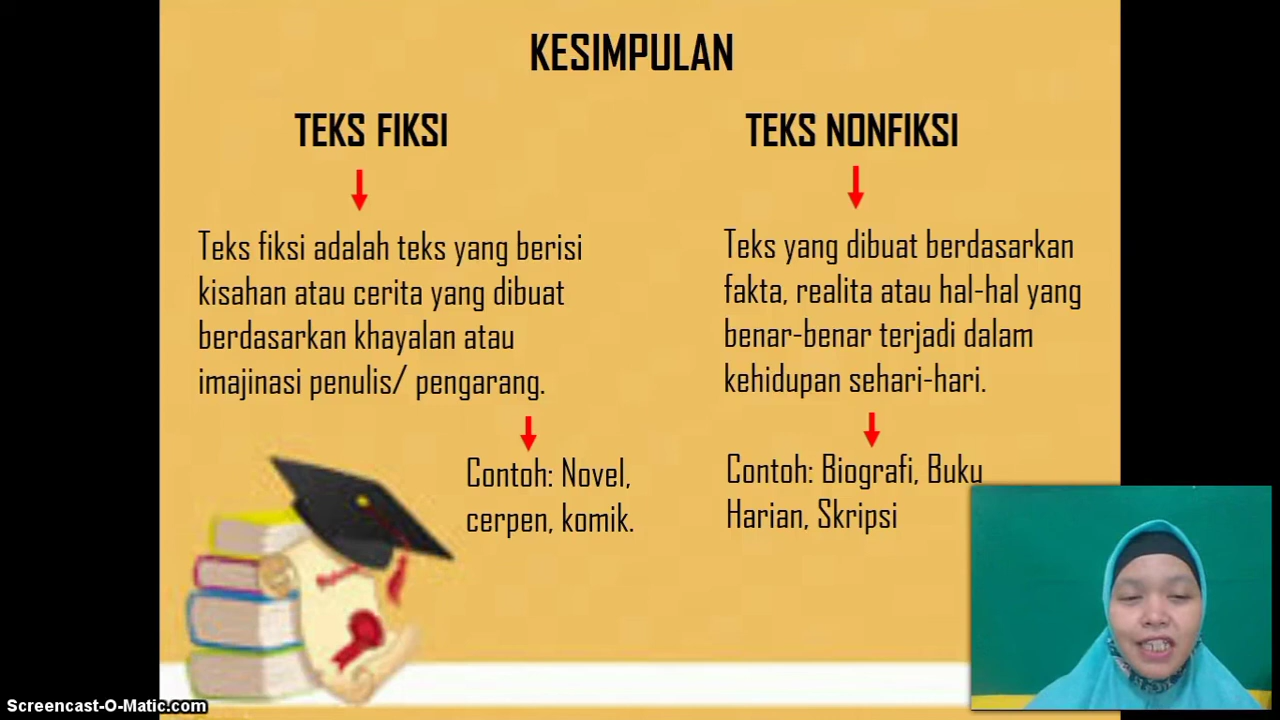 KESIMPULAN
TEKS FIKSI
Teks fiksi adalah teks yang berisi
kisahan atau cerita yang dibuat
berdasarkan khayalan atau
imajinasi penulis/ pengarang.
Contoh: Novel,
cerpen, komik.
TEKS NONFIKSI
Teks yang dibuat berdasarkan
fakta, realita atau hal-hal yang
benar-benar terjadi dalam
kehidupan sehari-hari.
Contoh: Biografi, Buku
Harian, Skripsi
Screencast-O-Matic.com